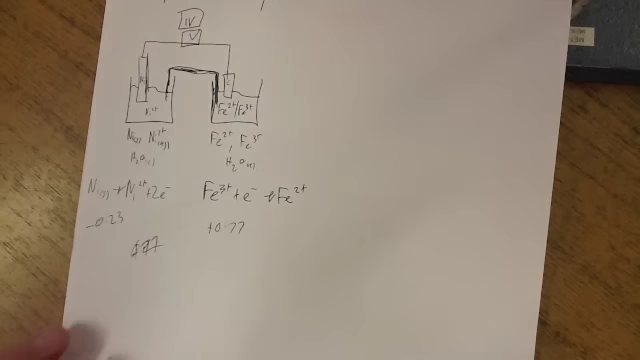 1V
V
Ni²⁺ Fe²⁺/Fe³⁺
Ni(s) Ni²⁺(aq) Fe²⁺, Fe³⁺
H₂O(l) H₂O(l)
Ni(s) → Ni²⁺ + 2e⁻ Fe³⁺ + e⁻ → Fe²⁺
-0.23 +0.77